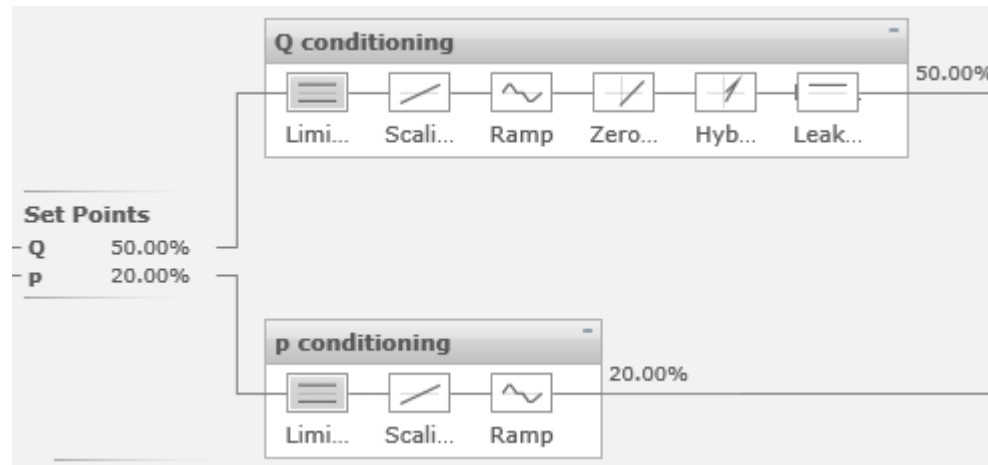 Q conditioning
50.00%
Limi... Scali... Ramp Zero... Hyb... Leak...
Set Points
Q 50.00%
p 20.00%
p conditioning
20.00%
Limi... Scali... Ramp